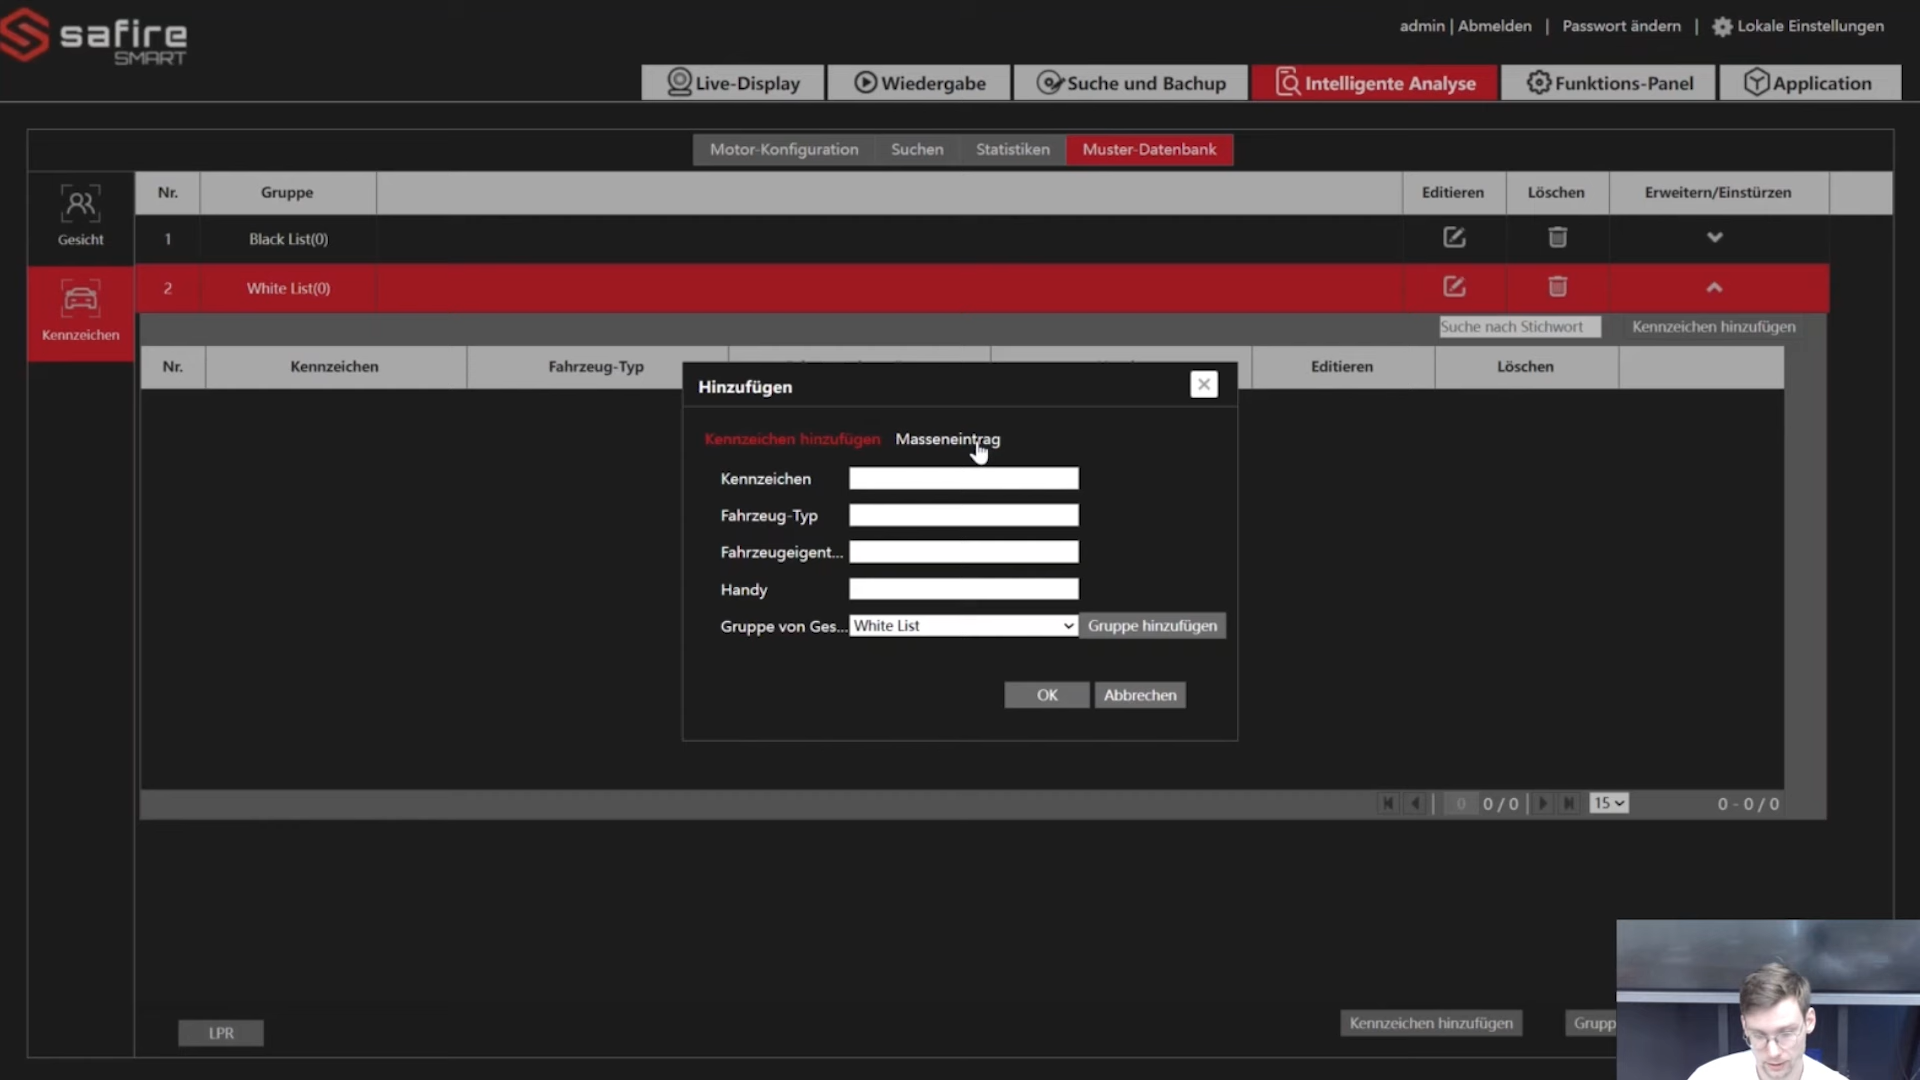 safire
SMART
admin | Abmelden | Passwort ändern | Lokale Einstellungen
Live-Display Wiedergabe Suche und Bachup Intelligente Analyse Funktions-Panel Application
Motor-Konfiguration Suchen Statistiken Muster-Datenbank
Gesicht
Kennzeichen
Nr. Gruppe Editieren Löschen Erweitern/Einstürzen
1 Black List(0)
2 White List(0)
Suche nach Stichwort Kennzeichen hinzufügen
Nr. Kennzeichen Fahrzeug-Typ Editieren Löschen
Hinzufügen
Kennzeichen hinzufügen Masseneintrag
Kennzeichen
Fahrzeug-Typ
Fahrzeugeigent...
Handy
Gruppe von Ges... White List Gruppe hinzufügen
OK Abbrechen
0 0 / 0 15 0 - 0 / 0
LPR Kennzeichen hinzufügen Grupp